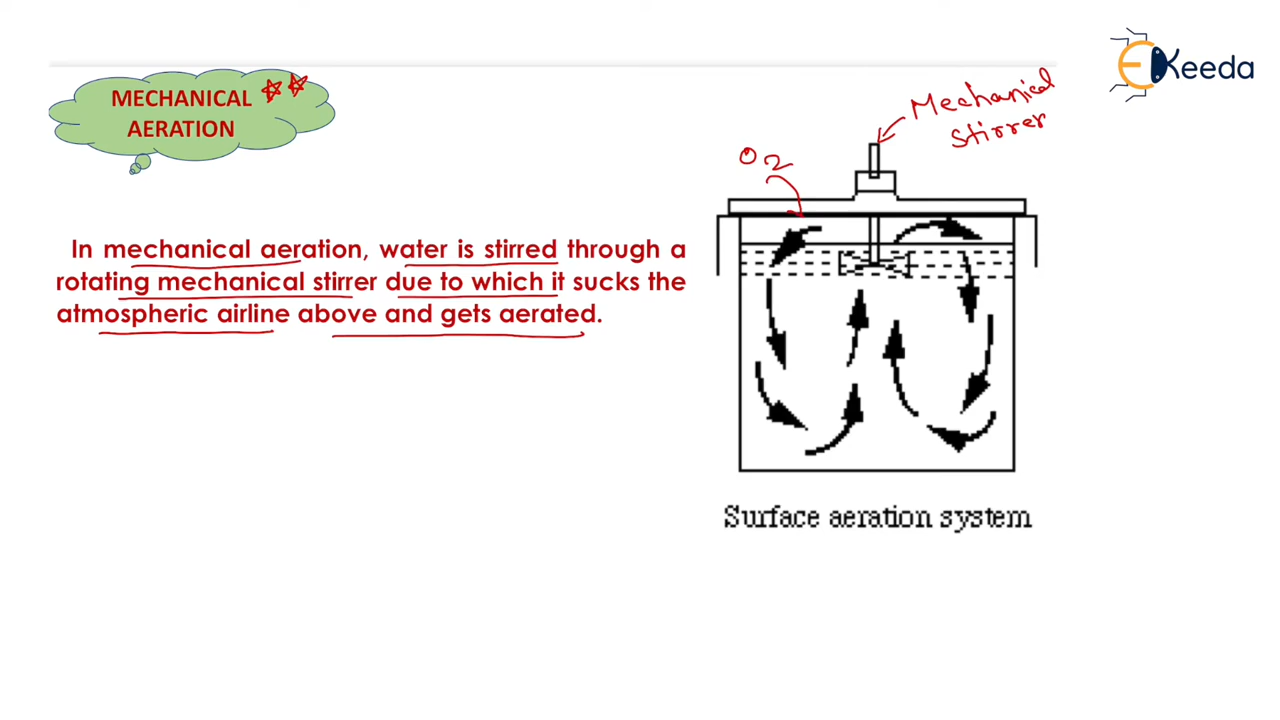 Keeda
MECHANICAL
AERATION
Mechanical
stirrer
O2
In mechanical aeration, water is stirred through a
rotating mechanical stirrer due to which it sucks the
atmospheric airline above and gets aerated.
Surface aeration system